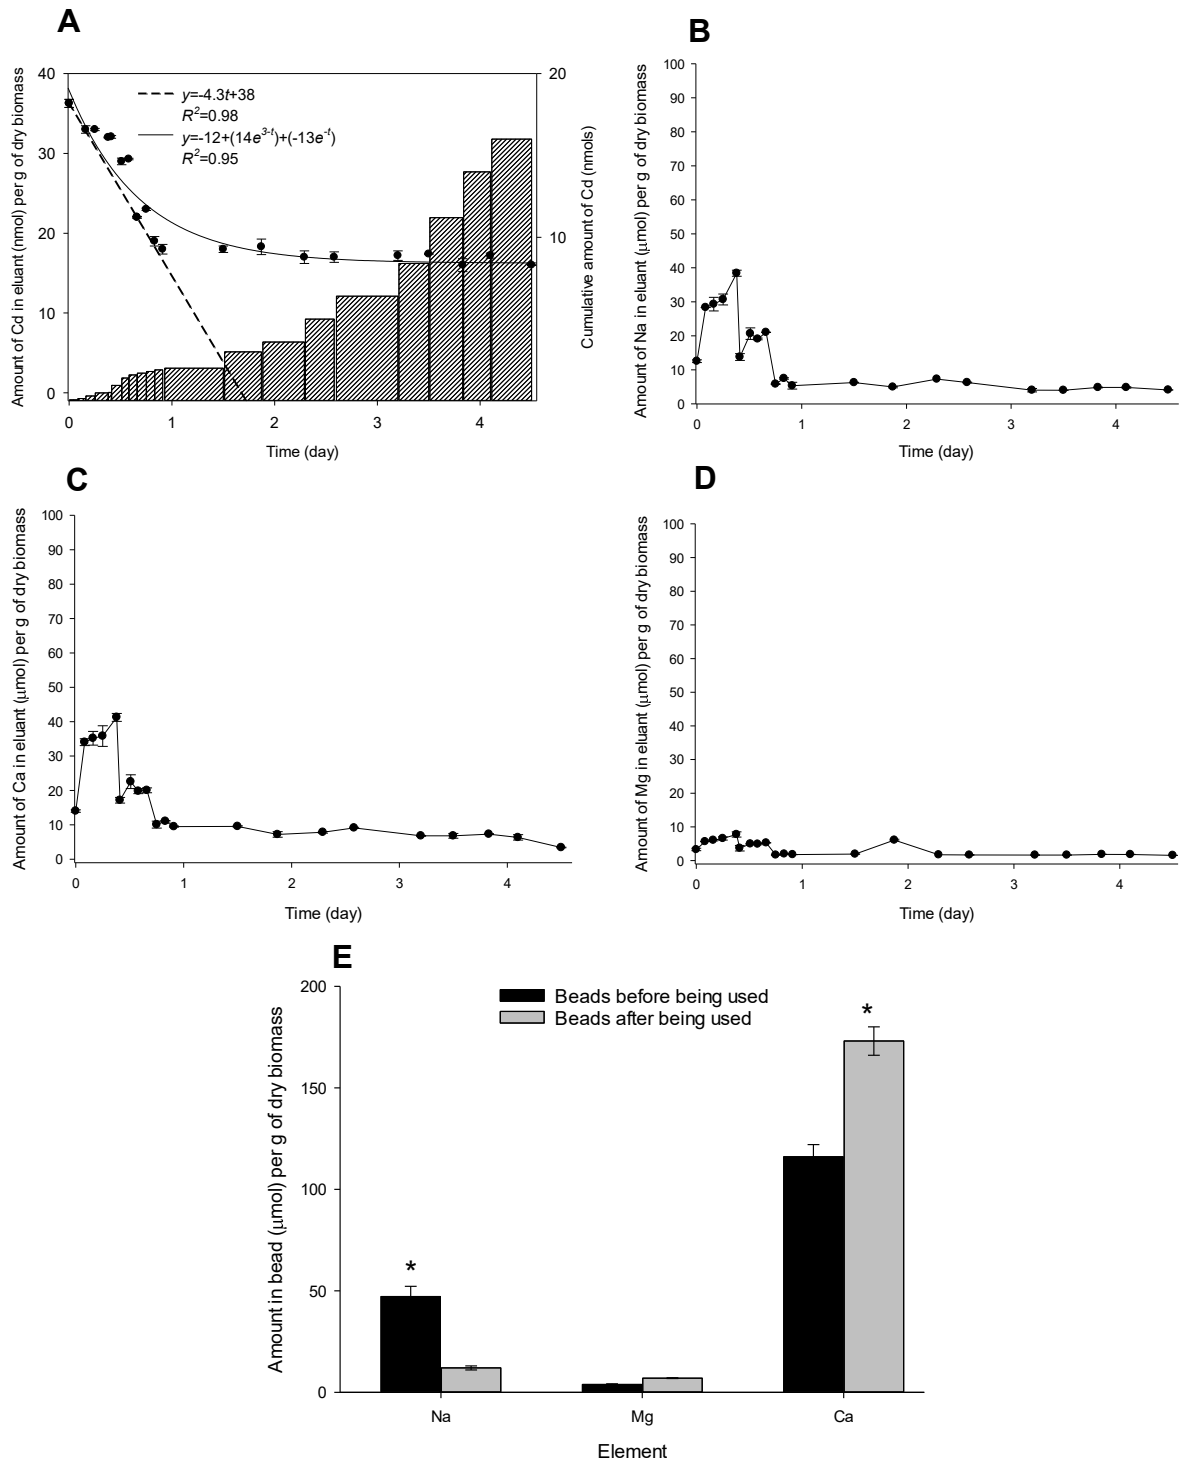 A
Amount of Cd in eluant (nmol) per g of dry biomass
40
30
20
10
0
y=-4.3t+38
R²=0.98
y=-12+(14e³⁻ᵗ)+(-13e⁻ᵗ)
R²=0.95
20
10
Cumulative amount of Cd (nmols)
0 1 2 3 4
Time (day)
B
Amount of Na in eluant (μmol) per g of dry biomass
100
90
80
70
60
50
40
30
20
10
0
0 1 2 3 4
Time (day)
C
Amount of Ca in eluant (μmol) per g of dry biomass
100
90
80
70
60
50
40
30
20
10
0
0 1 2 3 4
Time (day)
D
Amount of Mg in eluant (μmol) per g of dry biomass
100
90
80
70
60
50
40
30
20
10
0
0 1 2 3 4
Time (day)
E
Amount in bead (μmol) per g of dry biomass
200
150
100
50
0
Beads before being used
Beads after being used
*
*
Na Mg Ca
Element